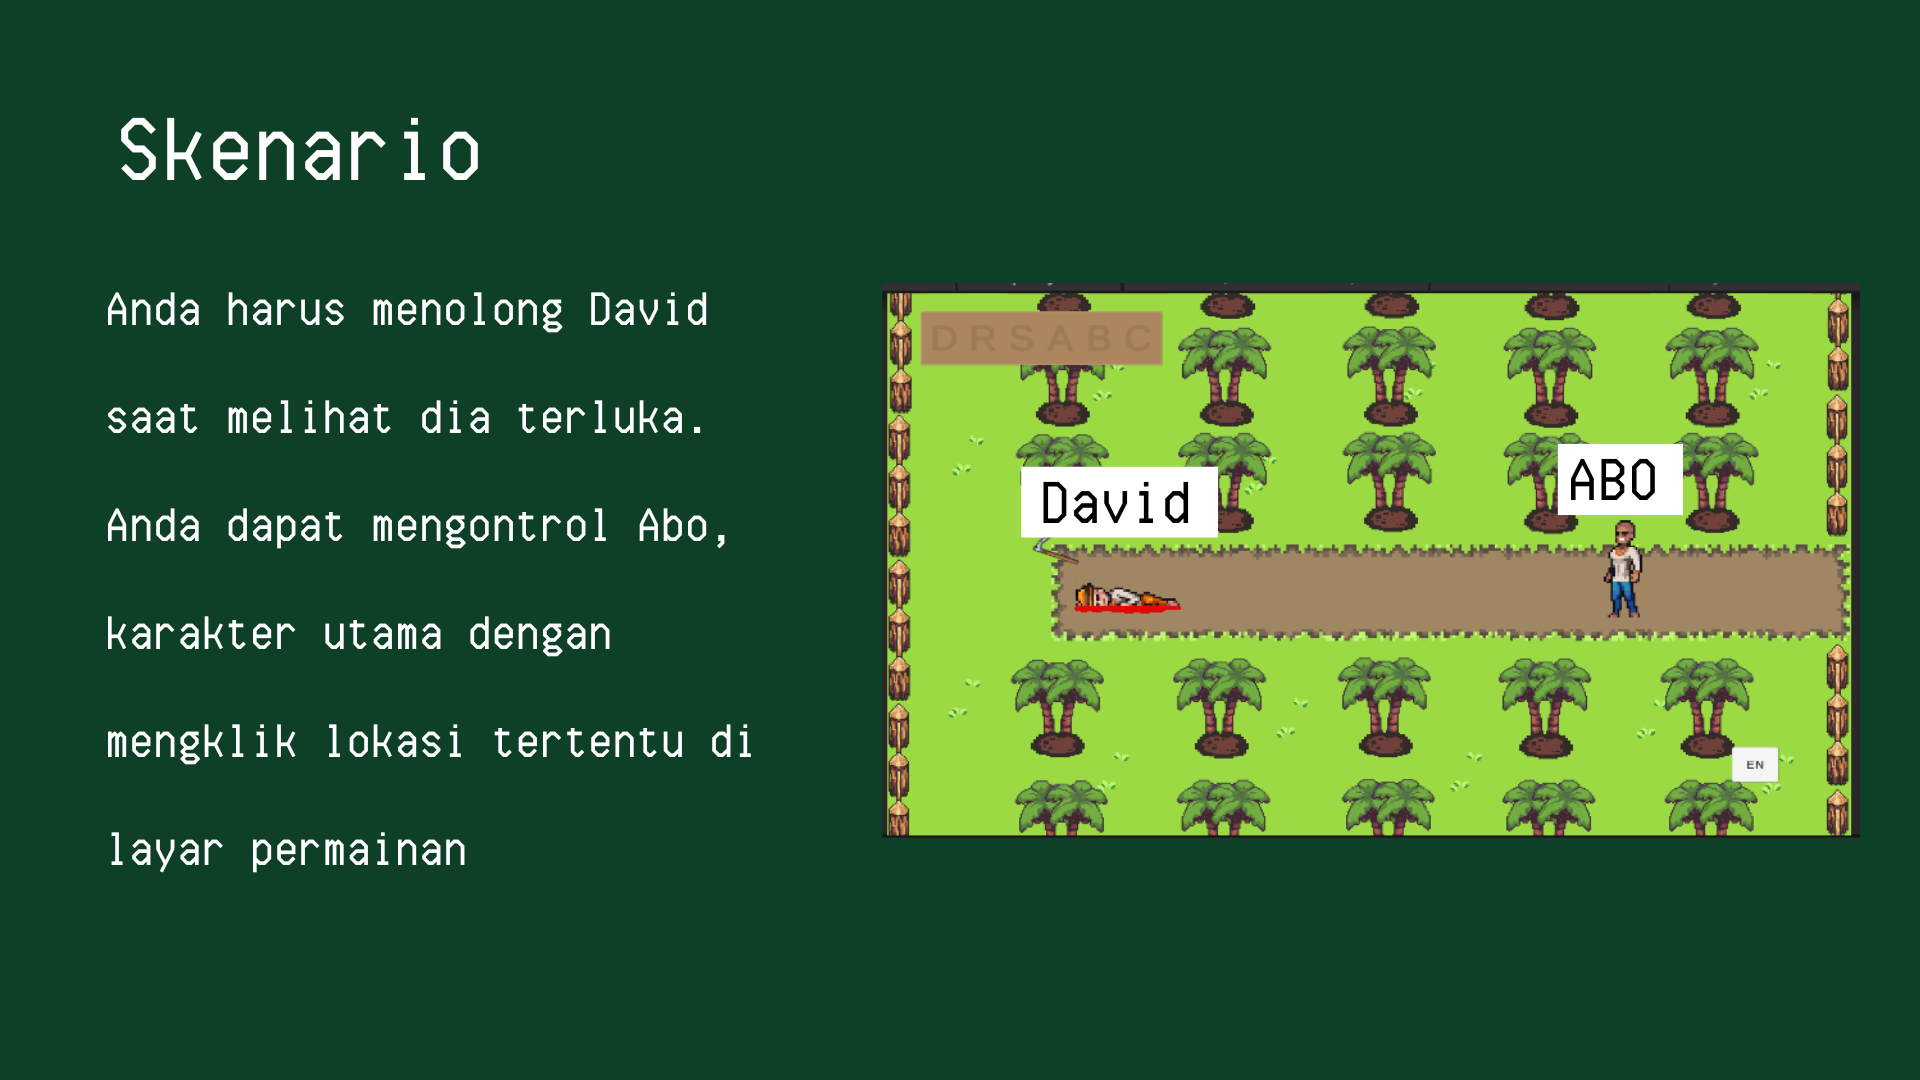 Skenario
Anda harus menolong David
saat melihat dia terluka.
Anda dapat mengontrol Abo,
karakter utama dengan
mengklik lokasi tertentu di
layar permainan
D R S A B C
David
ABO
EN